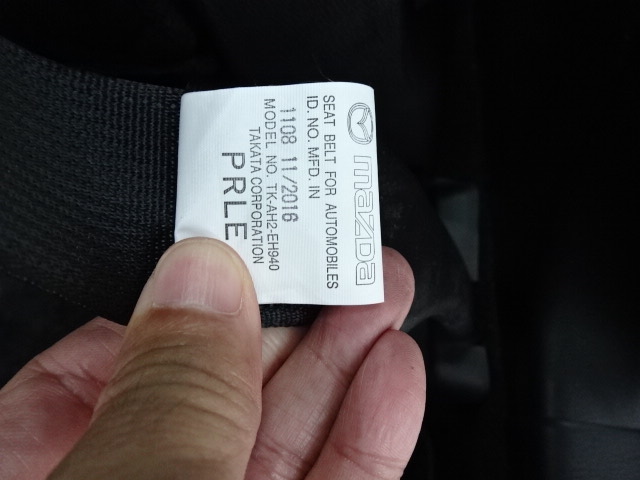 mazda
SEAT BELT FOR AUTOMOBILES
ID. NO. MFD. IN
1108 11/2016
MODEL NO. TK-AH2-EH940
TAKATA CORPORATION
PRLE